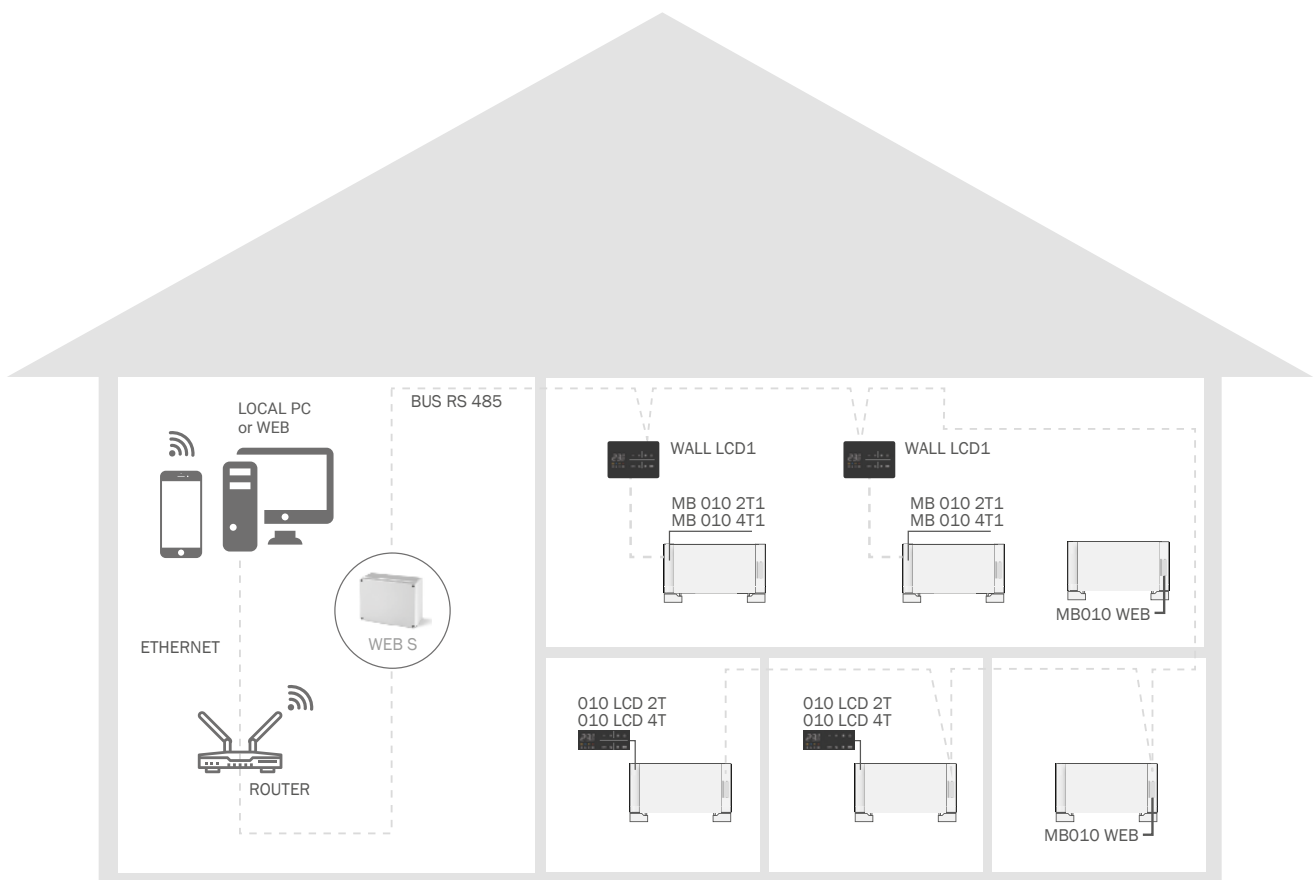 LOCAL PC
or WEB
BUS RS 485
WEB S
ETHERNET
ROUTER
WALL LCD1
WALL LCD1
MB 010 2T1
MB 010 4T1
MB 010 2T1
MB 010 4T1
MB010 WEB
010 LCD 2T
010 LCD 4T
010 LCD 2T
010 LCD 4T
MB010 WEB